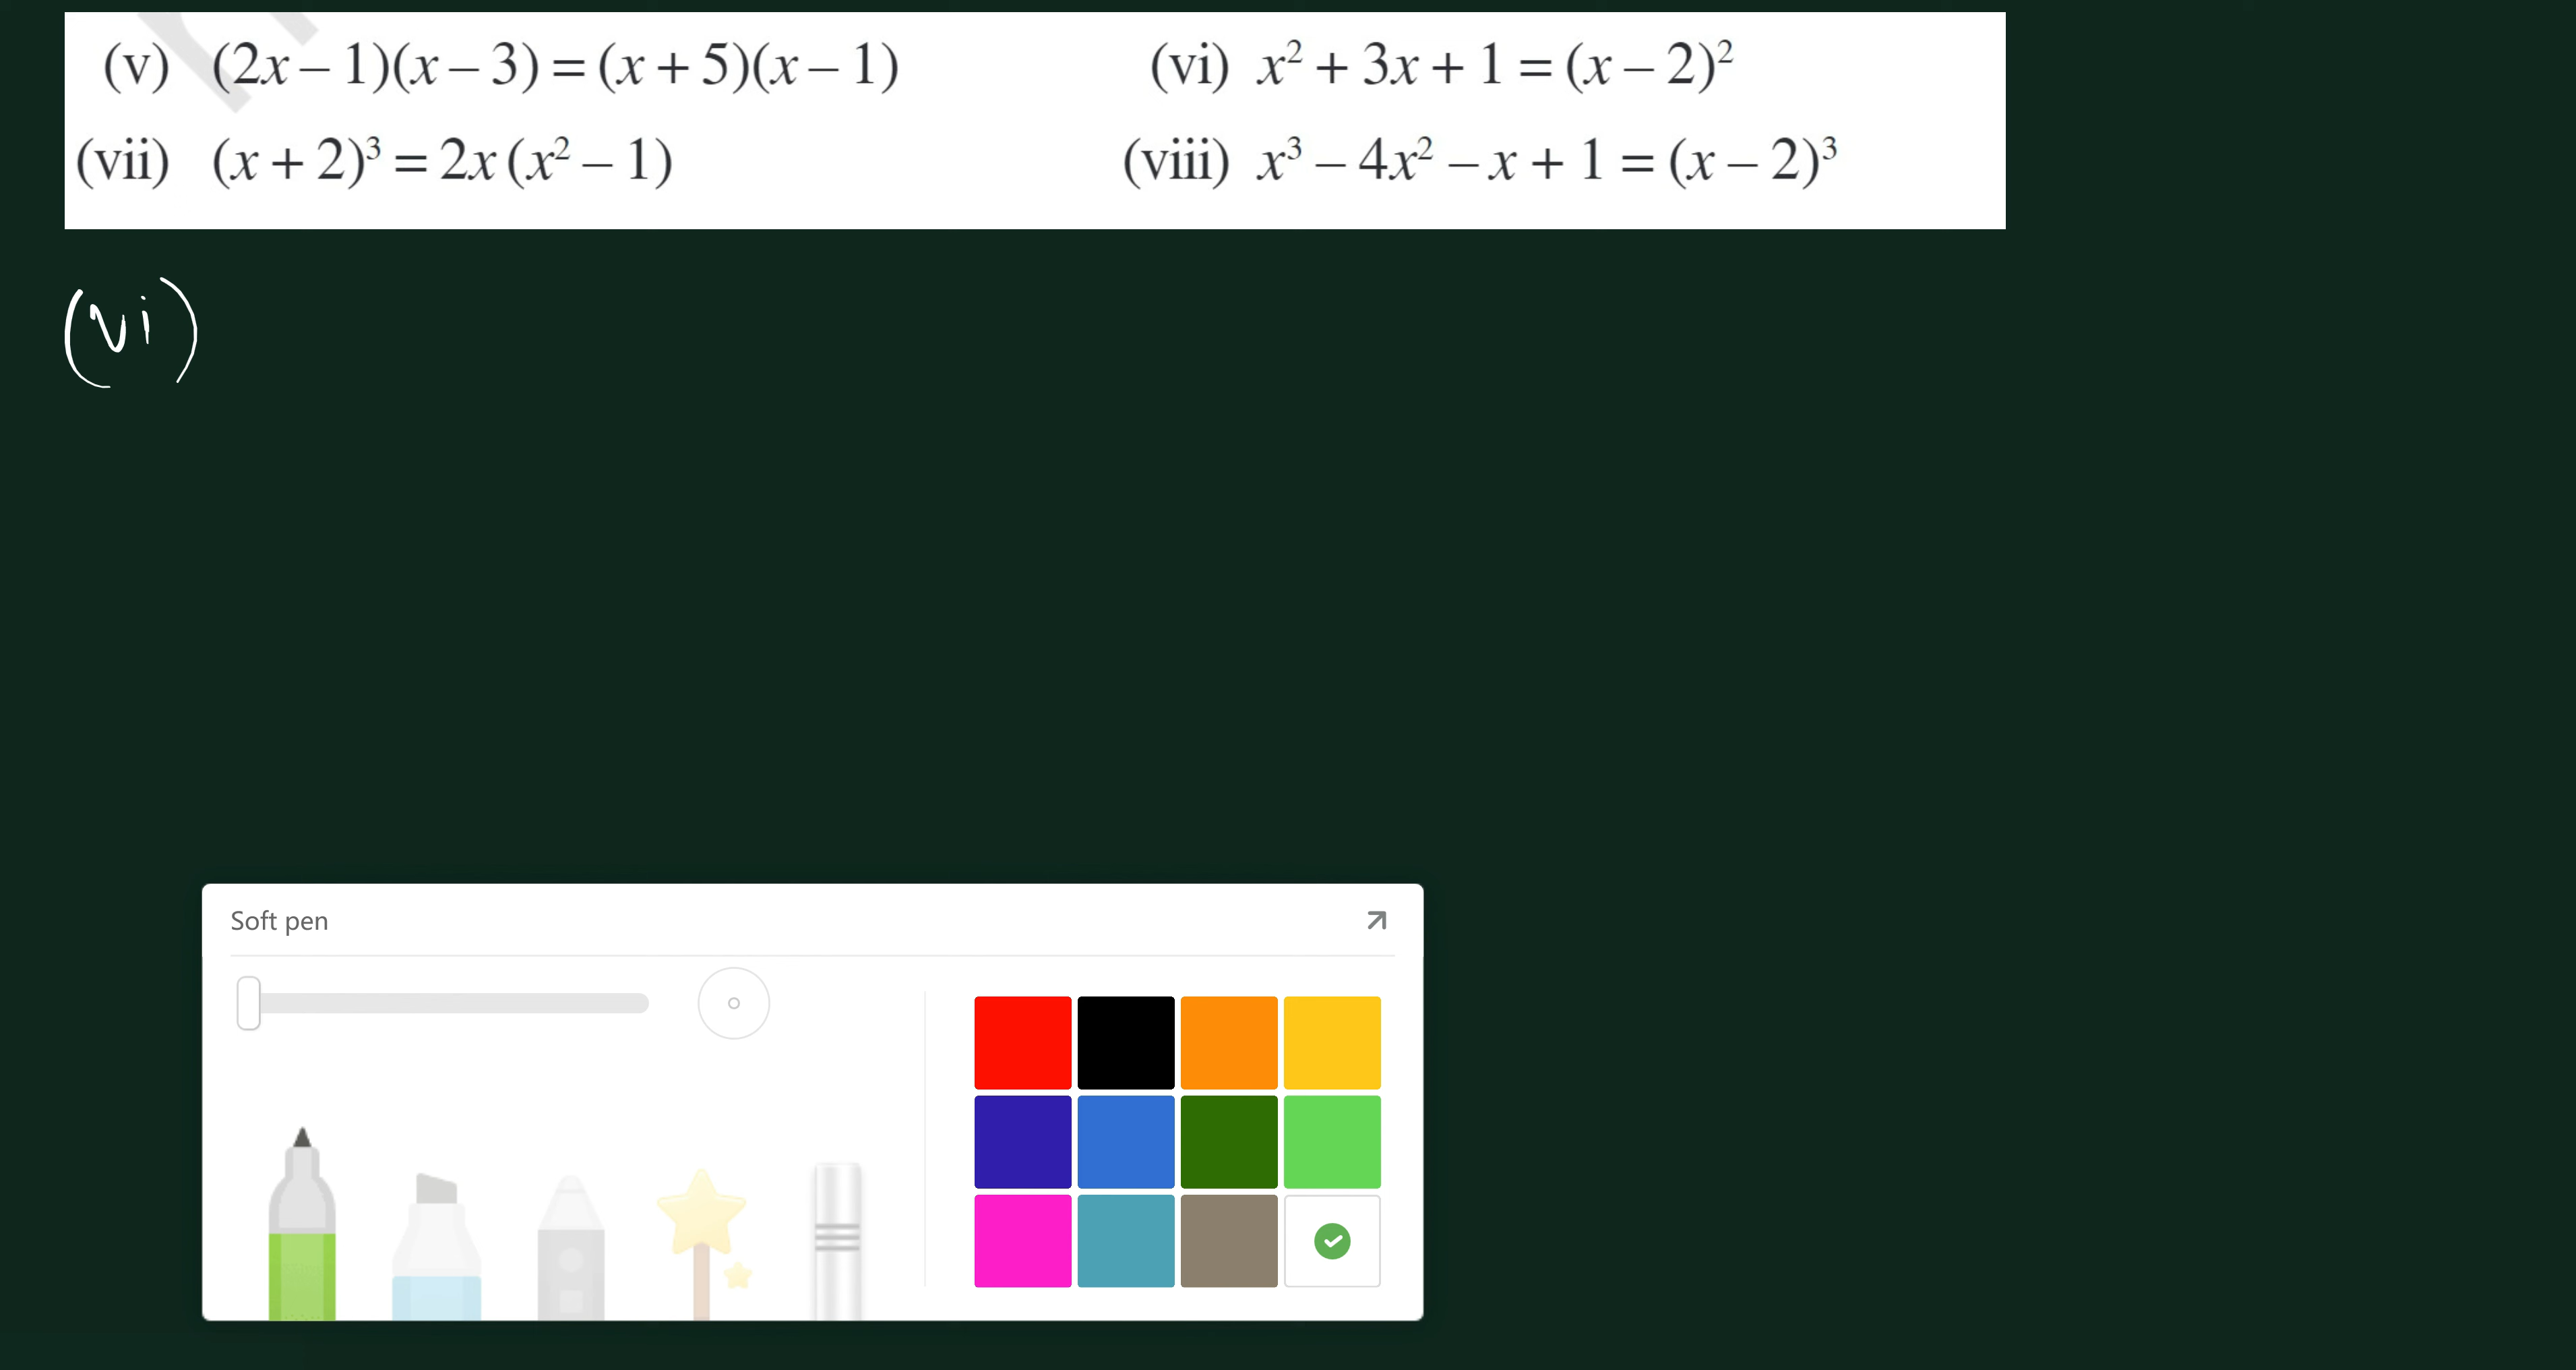 (v) (2x – 1)(x – 3) = (x + 5)(x – 1) (vi) x² + 3x + 1 = (x – 2)²
(vii) (x + 2)³ = 2x (x² – 1) (viii) x³ – 4x² – x + 1 = (x – 2)³
(vi)
Soft pen